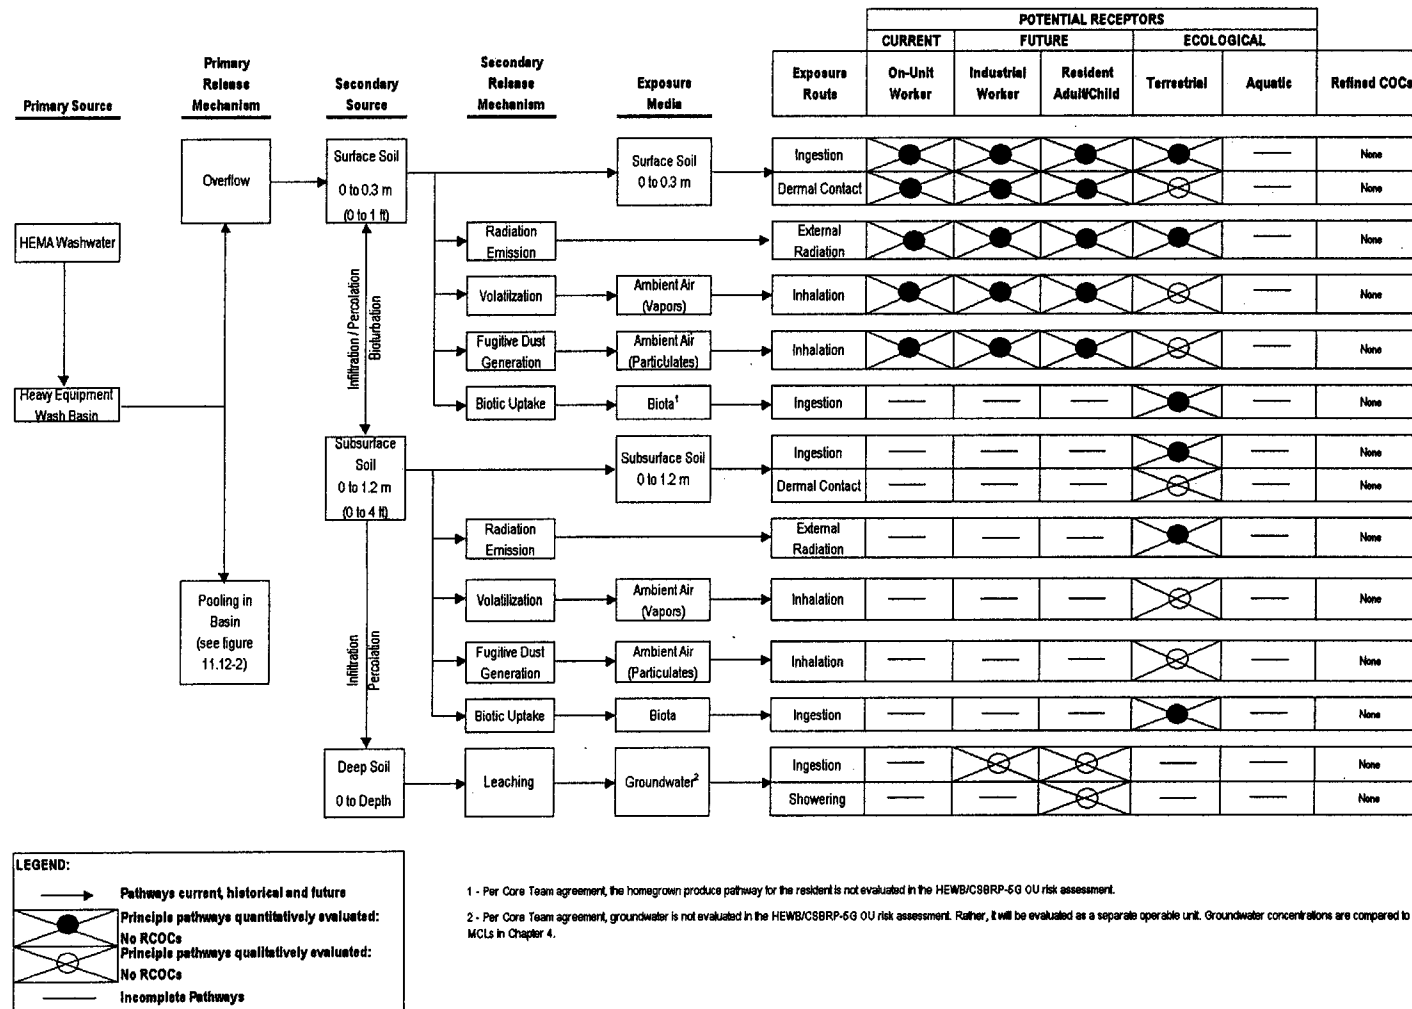 POTENTIAL RECEPTORS
CURRENT FUTURE ECOLOGICAL
Primary Source
Primary
Release
Mechanism
Secondary
Source
Secondary
Release
Mechanism
Exposure
Media
Exposure
Route
On-Unit
Worker
Industrial
Worker
Resident
Adult/Child
Terrestrial
Aquatic
Refined COCs
HEMA Washwater
Heavy Equipment
Wash Basin
Overflow
Pooling in
Basin
(see figure
11.12-2)
Surface Soil
0 to 0.3 m
(0 to 1 ft)
Infiltration / Percolation
Bioturbation
Subsurface
Soil
0 to 1.2 m
(0 to 4 ft)
Infiltration
Percolation
Deep Soil
0 to Depth
Surface Soil
0 to 0.3 m
Ingestion
None
Dermal Contact
None
Radiation
Emission
External
Radiation
None
Volatilzation
Ambient Air
(Vapors)
Inhalation
None
Fugitive Dust
Generation
Ambient Air
(Particulates)
Inhalation
None
Biotic Uptake
Biota1
Ingestion
None
Subsurface Soil
0 to 1.2 m
Ingestion
None
Dermal Contact
None
Radiation
Emission
External
Radiation
None
Volatilization
Ambient Air
(Vapors)
Inhalation
None
Fugitive Dust
Generation
Ambient Air
(Particulates)
Inhalation
None
Biotic Uptake
Biota
Ingestion
None
Leaching
Groundwater2
Ingestion
None
Showering
None
LEGEND:
Pathways current, historical and future
Principle pathways quantitatively evaluated:
No RCOCs
Principle pathways qualitatively evaluated:
No RCOCs
Incomplete Pathways
1 - Per Core Team agreement, the homegrown produce pathway for the resident is not evaluated in the HEWB/CSBRP-5G OU risk assessment.
2 - Per Core Team agreement, groundwater is not evaluated in the HEWB/CSBRP-5G OU risk assessment. Rather, it will be evaluated as a separate operable unit. Groundwater concentrations are compared to
MCLs in Chapter 4.